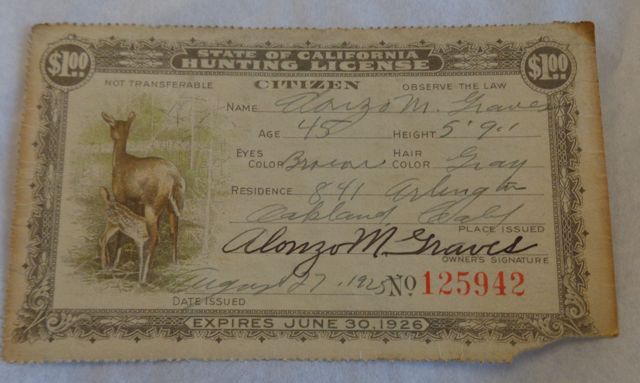 $1.00 STATE OF CALIFORNIA $1.00
HUNTING LICENSE
NOT TRANSFERABLE CITIZEN OBSERVE THE LAW
NAME Alonzo M. Graves
AGE 45 HEIGHT 5' 9"
EYES COLOR Brown HAIR COLOR Gray
RESIDENCE 841 Arlington
Oakland Calif
PLACE ISSUED
Alonzo M. Graves
OWNER'S SIGNATURE
August 27, 1925 No 125942
DATE ISSUED
EXPIRES JUNE 30, 1926